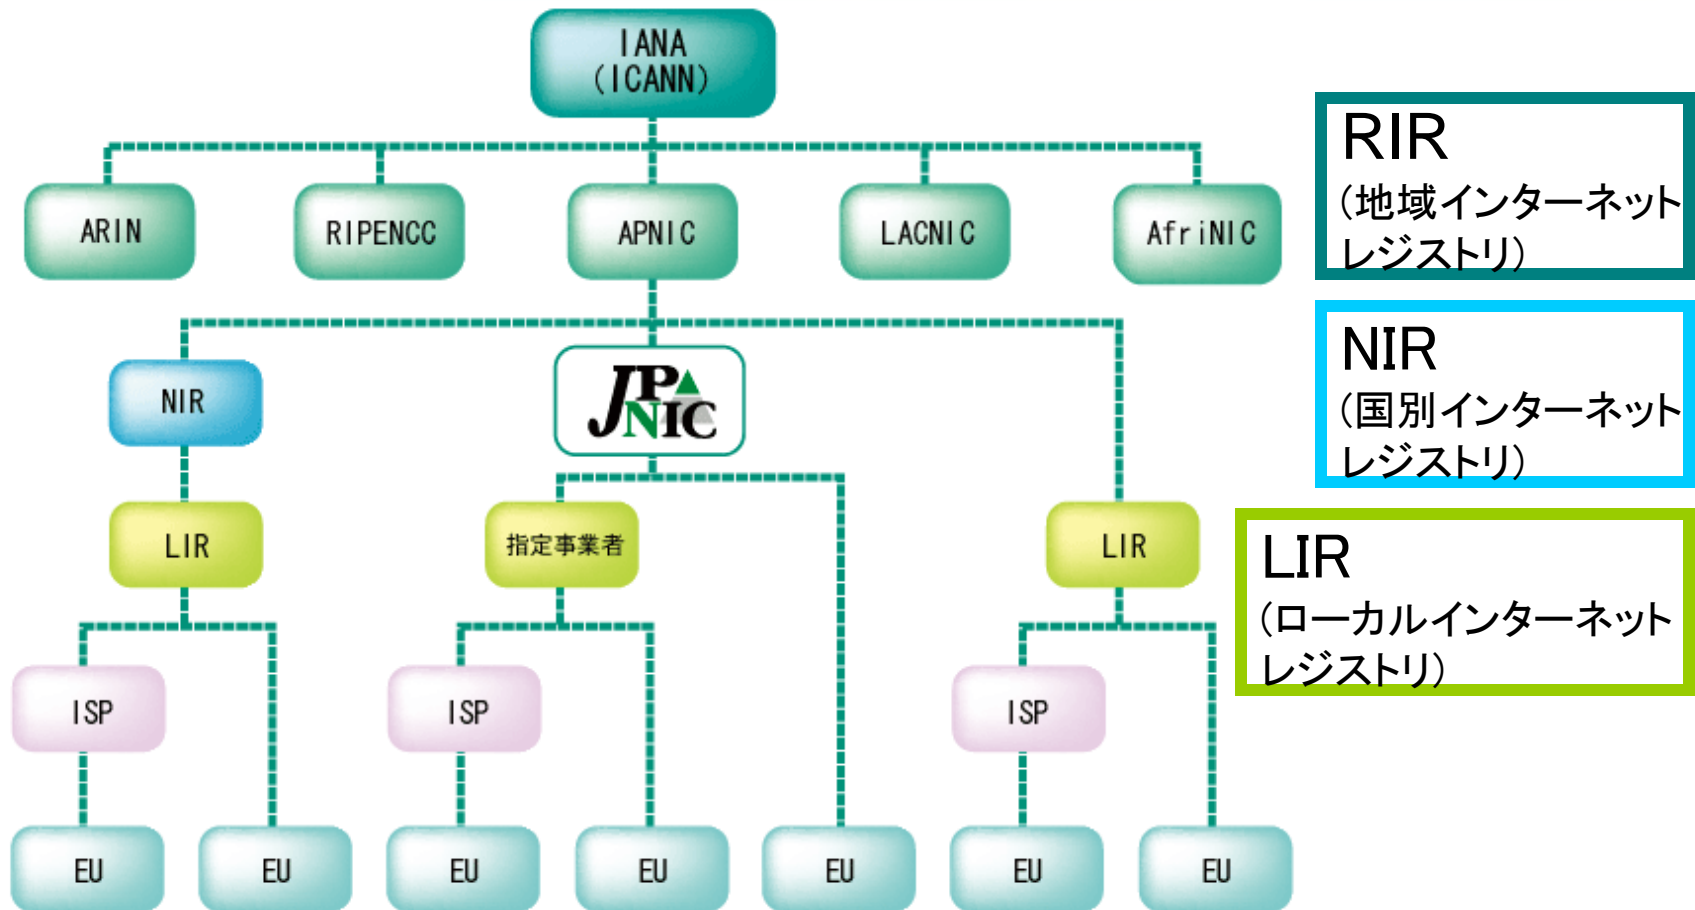 IANA
(ICANN)
ARIN
RIPENCC
APNIC
LACNIC
AfriNIC
RIR
(地域インターネット
レジストリ)
NIR
JP
NIC
NIR
(国別インターネット
レジストリ)
LIR
指定事業者
LIR
LIR
(ローカルインターネット
レジストリ)
ISP
ISP
ISP
EU
EU
EU
EU
EU
EU
EU